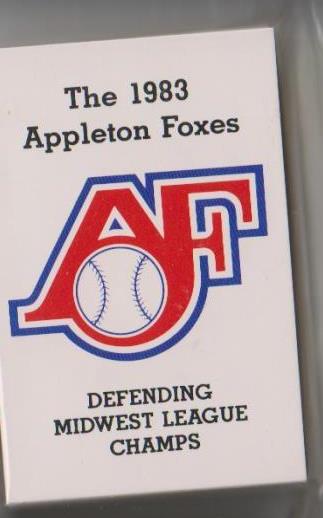 The 1983
Appleton Foxes
AF
DEFENDING
MIDWEST LEAGUE
CHAMPS